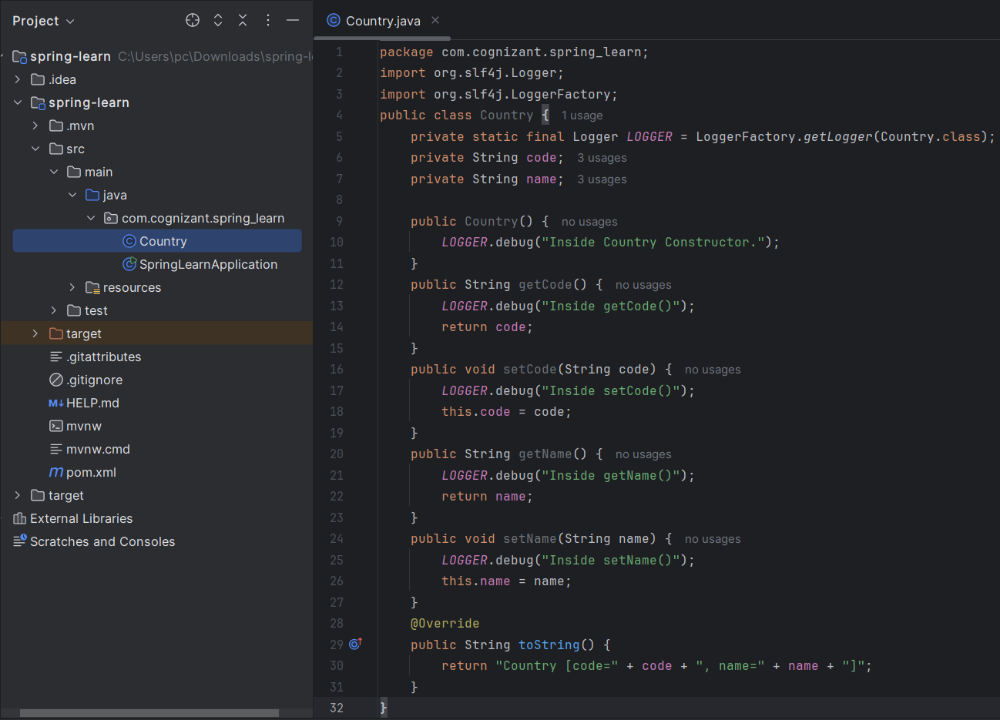 Project
spring-learn C:\Users\pc\Downloads\spring-l
.idea
spring-learn
.mvn
src
main
java
com.cognizant.spring_learn
Country
SpringLearnApplication
resources
test
target
.gitattributes
.gitignore
M↓ HELP.md
mvnw
mvnw.cmd
m pom.xml
target
External Libraries
Scratches and Consoles
Country.java
1 package com.cognizant.spring_learn;
2 import org.slf4j.Logger;
3 import org.slf4j.LoggerFactory;
4 public class Country { 1 usage
5     private static final Logger LOGGER = LoggerFactory.getLogger(Country.class);
6     private String code; 3 usages
7     private String name; 3 usages
8
9     public Country() { no usages
10         LOGGER.debug("Inside Country Constructor.");
11     }
12     public String getCode() { no usages
13         LOGGER.debug("Inside getCode()");
14         return code;
15     }
16     public void setCode(String code) { no usages
17         LOGGER.debug("Inside setCode()");
18         this.code = code;
19     }
20     public String getName() { no usages
21         LOGGER.debug("Inside getName()");
22         return name;
23     }
24     public void setName(String name) { no usages
25         LOGGER.debug("Inside setName()");
26         this.name = name;
27     }
28     @Override
29     public String toString() {
30         return "Country [code=" + code + ", name=" + name + "]";
31     }
32 }